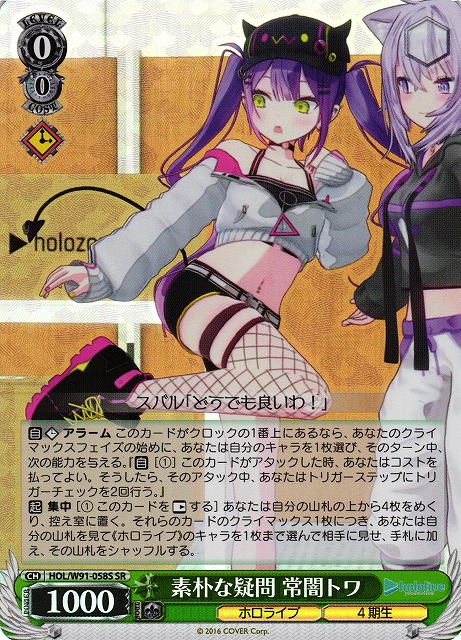 LEVEL
0
0
COST
holozo
スバル「どうでも良いわ！」
自 アラーム このカードがクロックの1番上にあるなら、あなたのクライ
マックスフェイズの始めに、あなたは自分のキャラを1枚選び、そのターン中、
次の能力を与える。『自 [①] このカードがアタックした時、あなたはコストを
払ってよい。そうしたら、そのアタック中、あなたはトリガーステップにトリ
ガーチェックを2回行う。』
起 集中 [① このカードを する] あなたは自分の山札の上から4枚をめく
り、控え室に置く。それらのカードのクライマックス1枚につき、あなたは自分
の山札を見て《ホロライブ》のキャラを1枚まで選んで相手に見せ、手札に加
え、その山札をシャッフルする。
CH HOL/W91-058S SR
1000
素朴な疑問 常闇トワ
hololive
PRODUCTION
ホロライブ
4期生
© 2016 COVER Corp.